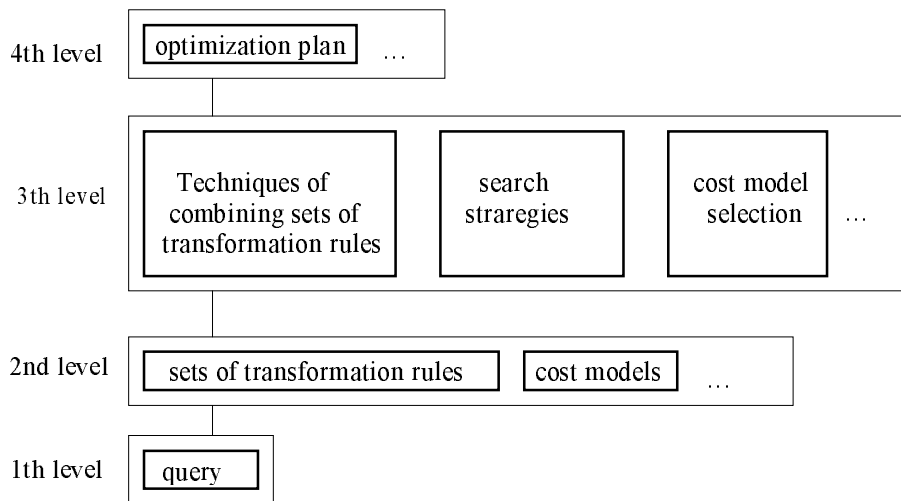 4th level
optimization plan ...
3th level
Techniques of
combining sets of
transformation rules
search
straregies
cost model
selection
...
2nd level
sets of transformation rules
cost models
...
1th level
query